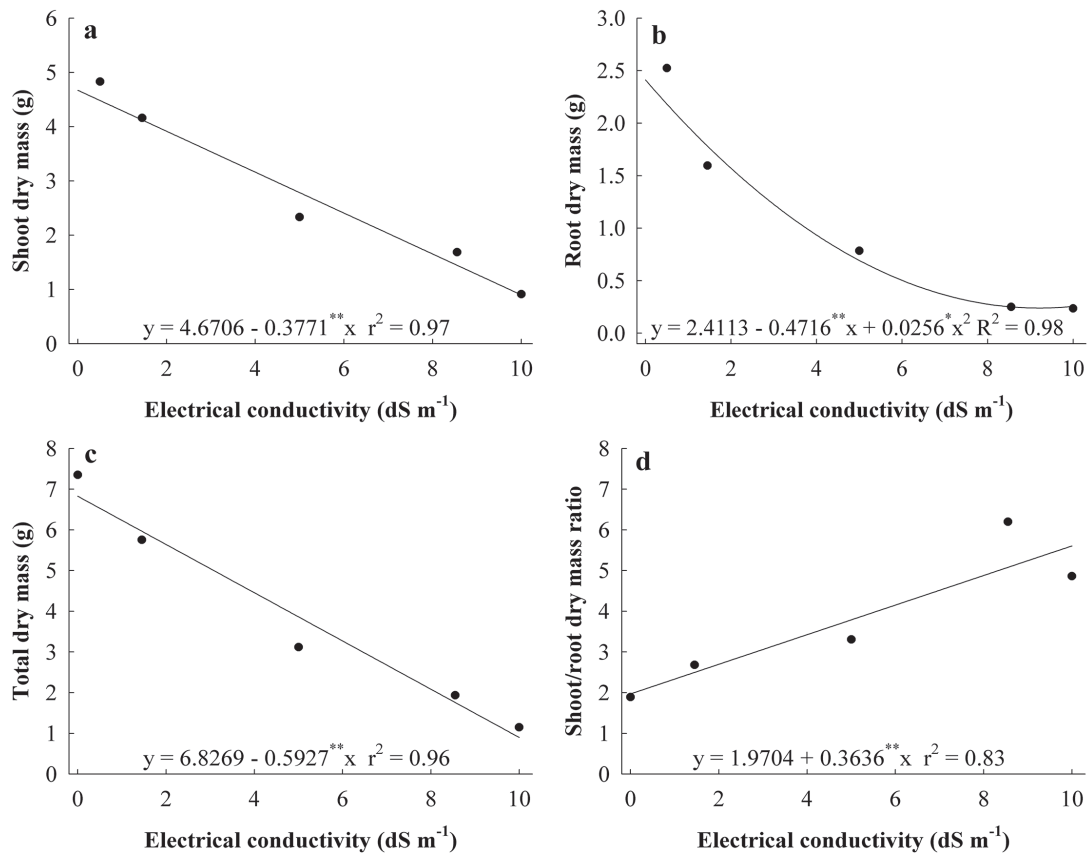 a
6
5
4
3
2
1
0
Shoot dry mass (g)
y = 4.6706 - 0.3771**x r² = 0.97
0 2 4 6 8 10
Electrical conductivity (dS m⁻¹)
b
3.0
2.5
2.0
1.5
1.0
0.5
0.0
Root dry mass (g)
y = 2.4113 - 0.4716**x + 0.0256*x² R² = 0.98
0 2 4 6 8 10
Electrical conductivity (dS m⁻¹)
c
8
7
6
5
4
3
2
1
0
Total dry mass (g)
y = 6.8269 - 0.5927**x r² = 0.96
0 2 4 6 8 10
Electrical conductivity (dS m⁻¹)
d
8
7
6
5
4
3
2
1
0
Shoot/root dry mass ratio
y = 1.9704 + 0.3636**x r² = 0.83
0 2 4 6 8 10
Electrical conductivity (dS m⁻¹)